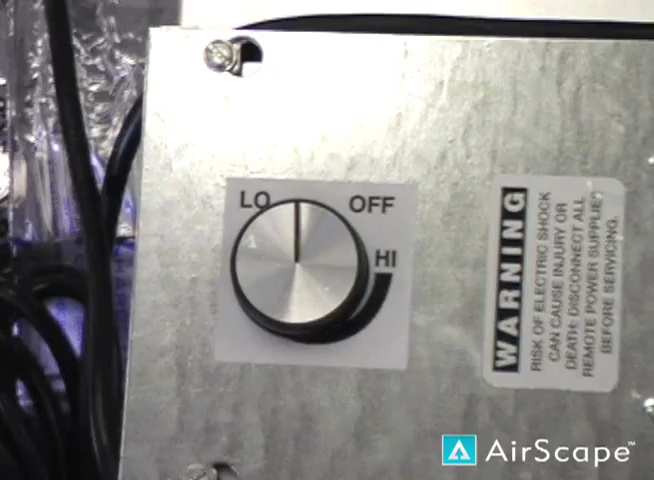 LO
OFF
HI
WARNING
RISK OF ELECTRIC SHOCK
CAN CAUSE INJURY OR
DEATH: DISCONNECT ALL
REMOTE POWER SUPPLIES
BEFORE SERVICING.
AirScape™